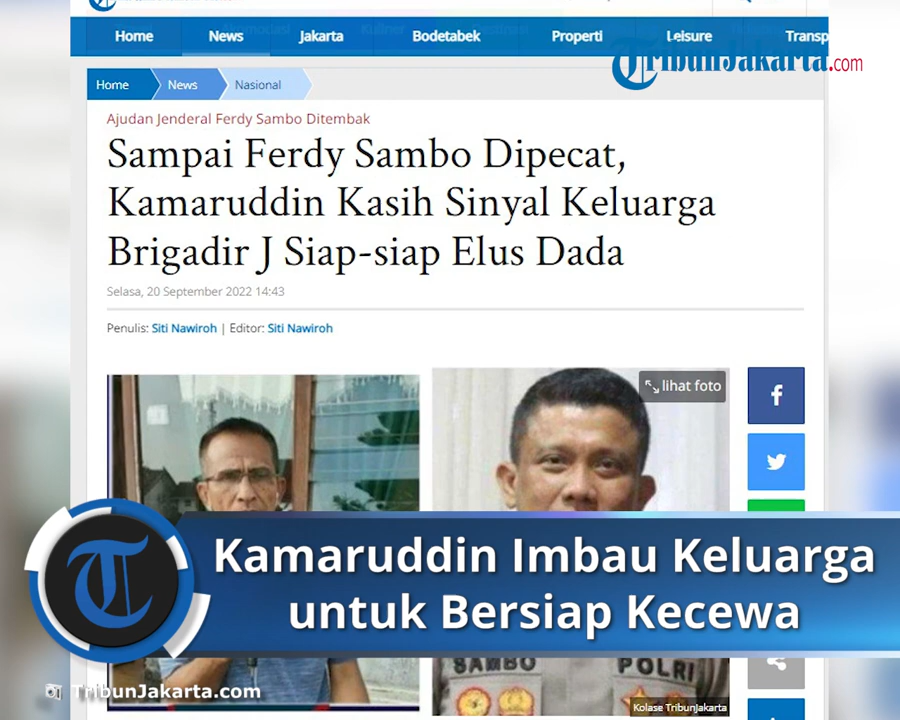 Home News Jakarta Bodetabek Properti Leisure Transp
TribunJakarta.com
Home News Nasional
Ajudan Jenderal Ferdy Sambo Ditembak
Sampai Ferdy Sambo Dipecat,
Kamaruddin Kasih Sinyal Keluarga
Brigadir J Siap-siap Elus Dada
Selasa, 20 September 2022 14:43
Penulis: Siti Nawiroh | Editor: Siti Nawiroh
lihat foto
Kamaruddin Imbau Keluarga
untuk Bersiap Kecewa
SAMBO POLRI
TribunJakarta.com
Kolase TribunJakarta